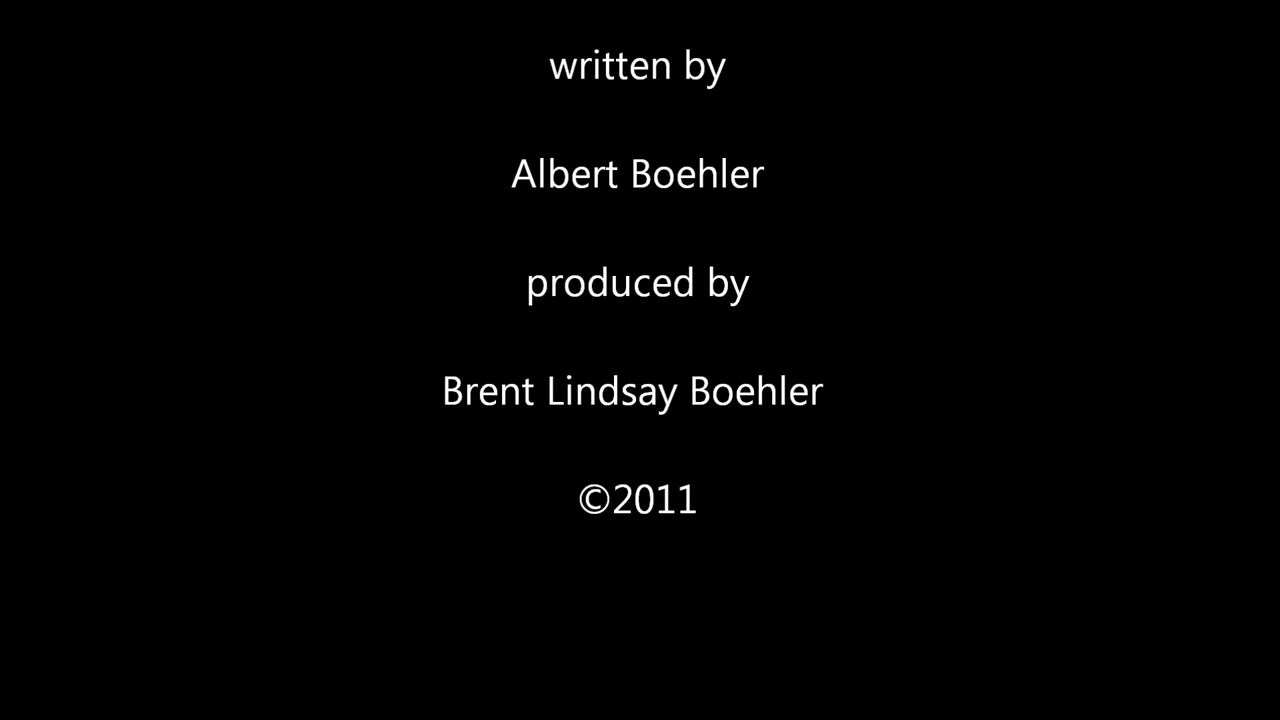 written by
Albert Boehler
produced by
Brent Lindsay Boehler
©2011